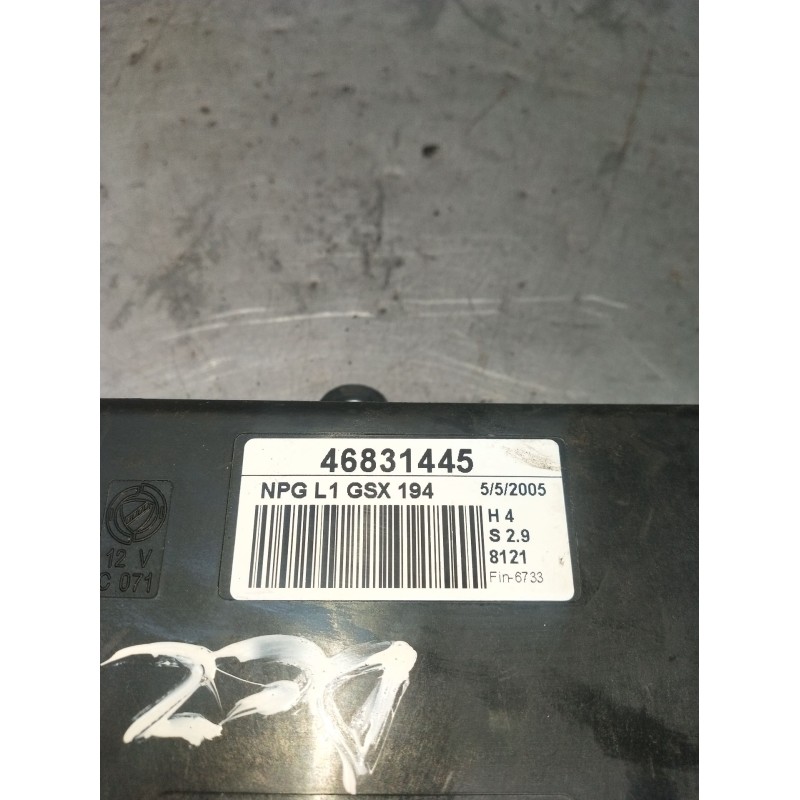 46831445
NPG L1 GSX 194 5/5/2005
H 4
S 2.9
8121
Fin-6733
12 V
C 071